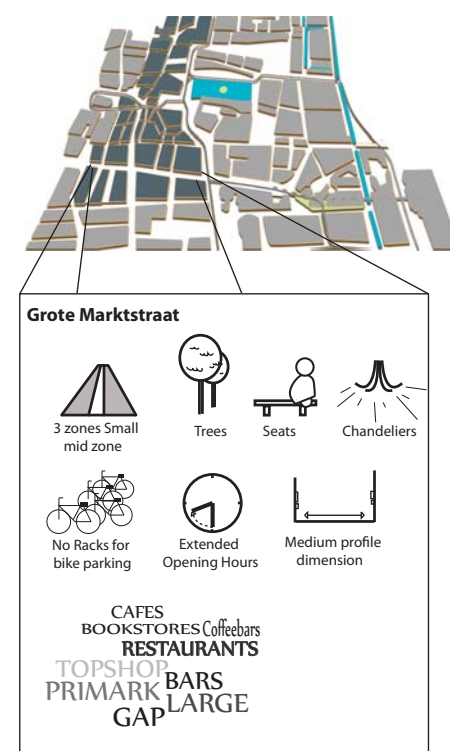 Grote Marktstraat
3 zones Small
mid zone
Trees
Seats
Chandeliers
No Racks for
bike parking
Extended
Opening Hours
Medium profile
dimension
CAFES
BOOKSTORES Coffeebars
RESTAURANTS
TOPSHOP
PRIMARK BARS
GAP LARGE